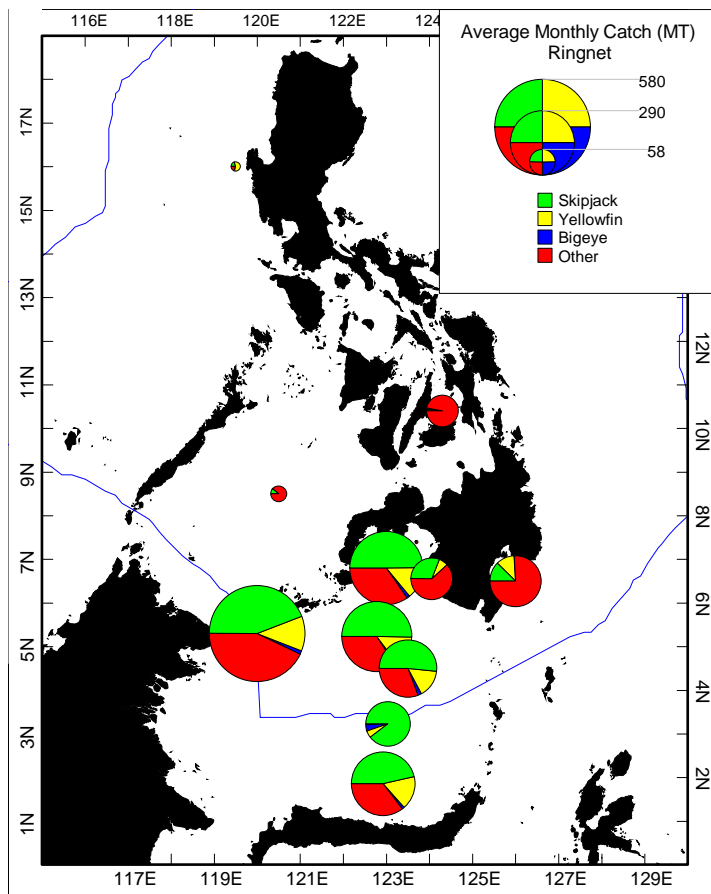 116E 118E 120E 122E 124
Average Monthly Catch (MT)
Ringnet
580
290
58
Skipjack
Yellowfin
Bigeye
Other
17N
15N
13N
11N
9N
7N
5N
3N
1N
12N
10N
8N
6N
4N
2N
117E 119E 121E 123E 125E 127E 129E